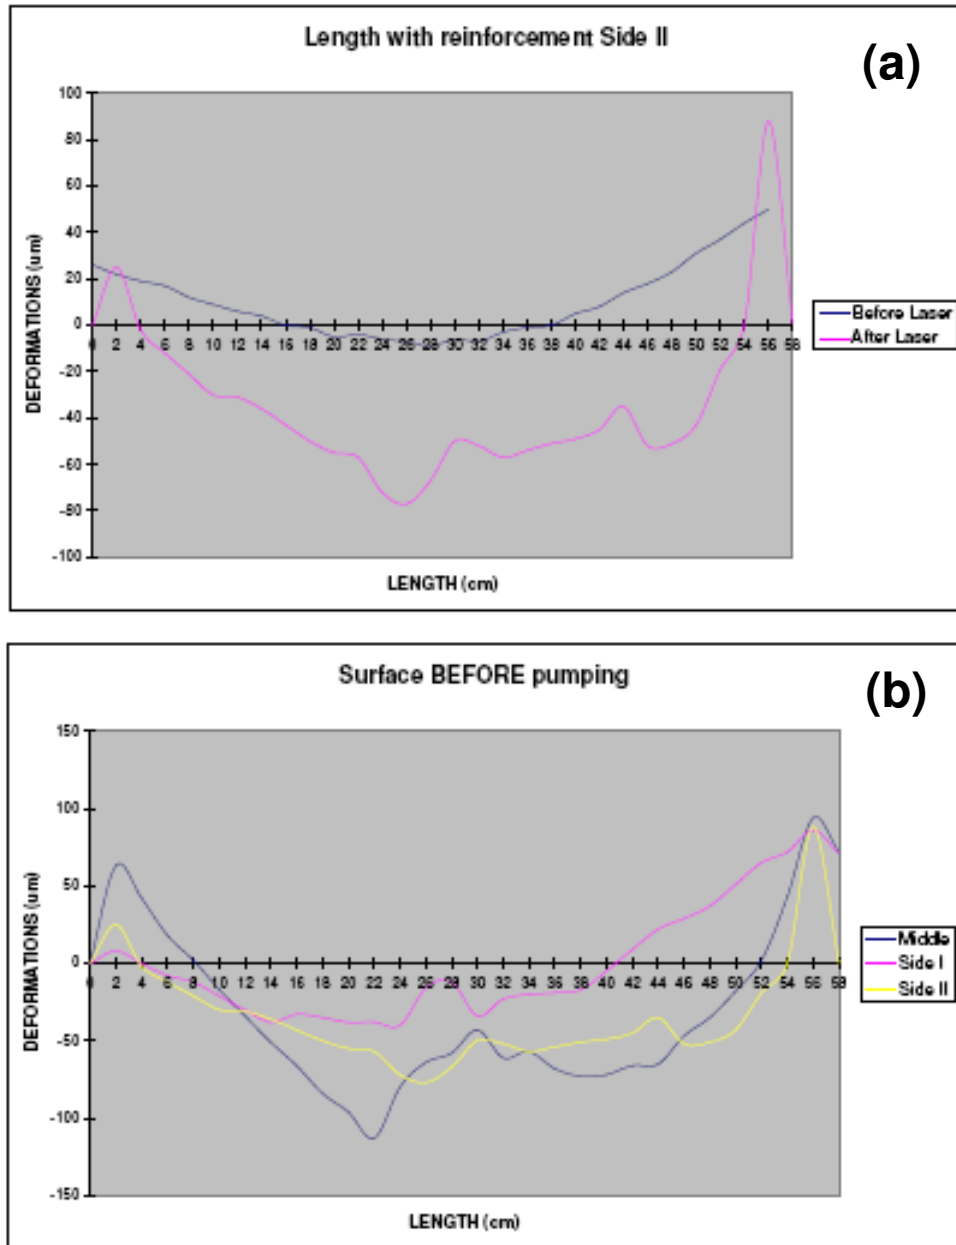 Length with reinforcement Side II
(a)
100
80
60
40
20
0
-20
-40
-60
-80
-100
0 2 4 6 8 10 12 14 16 18 20 22 24 26 28 30 32 34 36 38 40 42 44 46 48 50 52 54 56 58
DEFORMATIONS (um)
LENGTH (cm)
Before Laser
After Laser
Surface BEFORE pumping
(b)
150
100
50
0
-50
-100
-150
0 2 4 6 8 10 12 14 16 18 20 22 24 26 28 30 32 34 36 38 40 42 44 46 48 50 52 54 56 58
DEFORMATIONS (um)
LENGTH (cm)
Middle
Side I
Side II